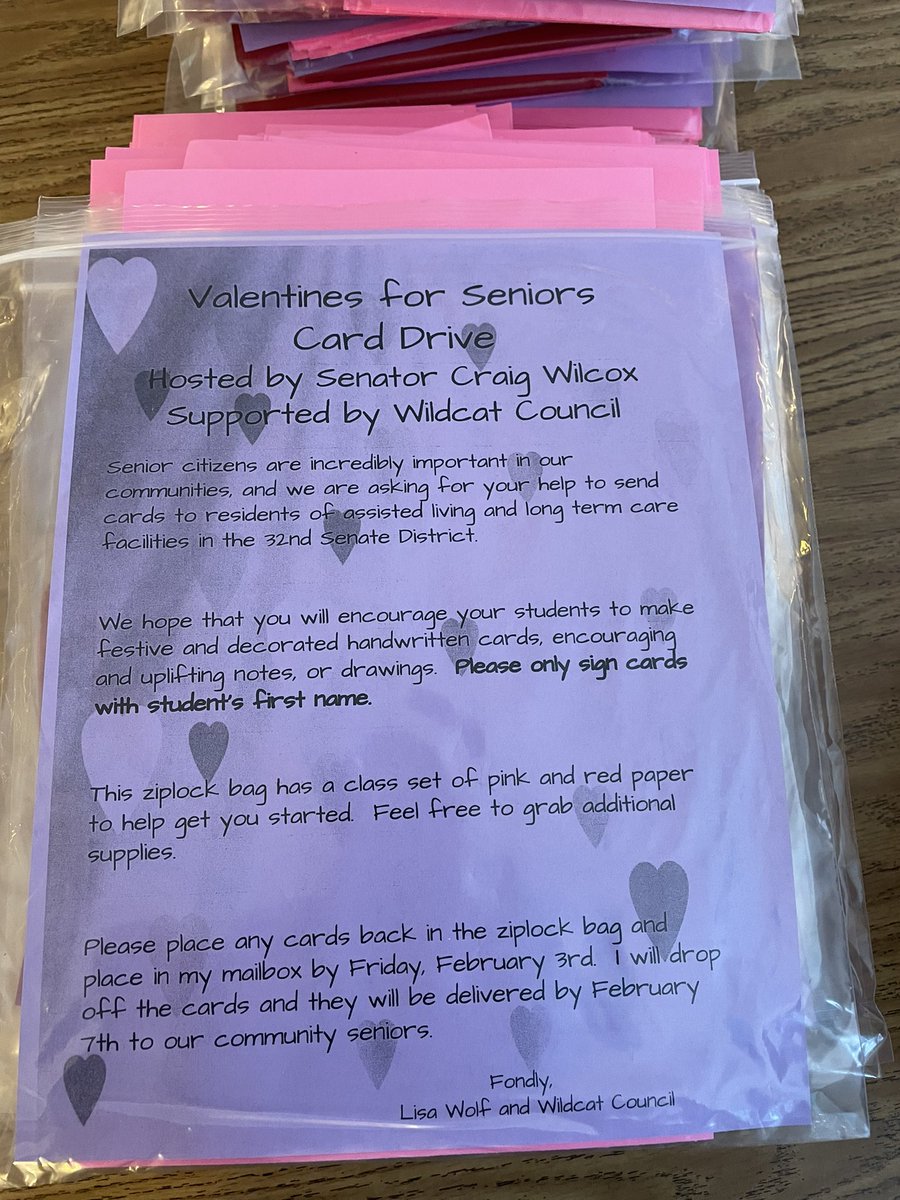 Valentines for Seniors
Card Drive
Hosted by Senator Craig Wilcox
Supported by Wildcat Council
Senior citizens are incredibly important in our
communities, and we are asking for your help to send
cards to residents of assisted living and long term care
facilities in the 32nd Senate District.
We hope that you will encourage your students to make
festive and decorated handwritten cards, encouraging
and uplifting notes, or drawings. Please only sign cards
with student's first name.
This ziplock bag has a class set of pink and red paper
to help get you started. Feel free to grab additional
supplies.
Please place any cards back in the ziplock bag and
place in my mailbox by Friday, February 3rd. I will drop
off the cards and they will be delivered by February
7th to our community seniors.
Fondly,
Lisa Wolf and Wildcat Council